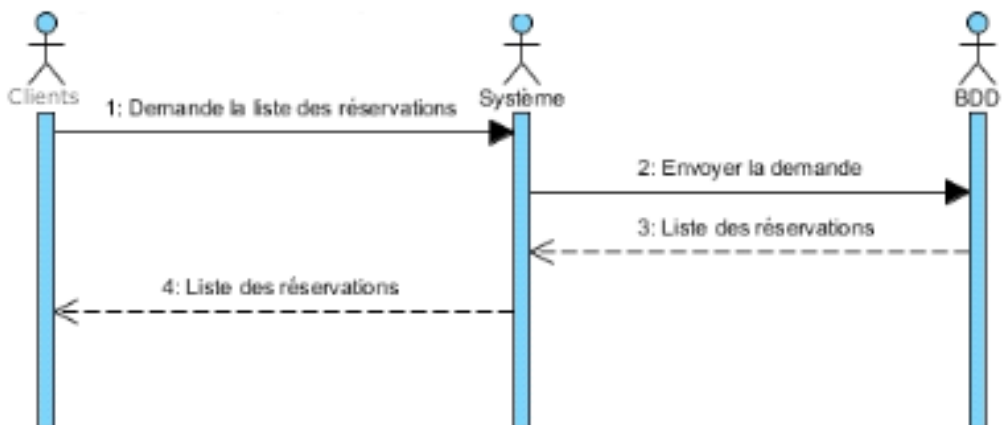 Clients
Système
BDD
1: Demande la liste des réservations
2: Envoyer la demande
3: Liste des réservations
4: Liste des réservations